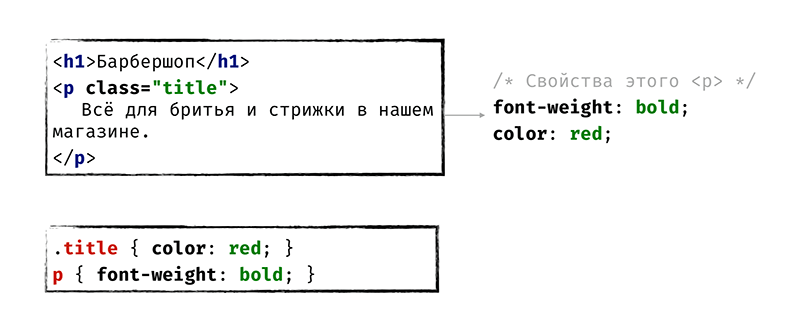 <h1>Барбершоп</h1>
<p class="title">
Всё для бритья и стрижки в нашем
магазине.
</p>
/* Свойства этого <p> */
font-weight: bold;
color: red;
.title { color: red; }
p { font-weight: bold; }